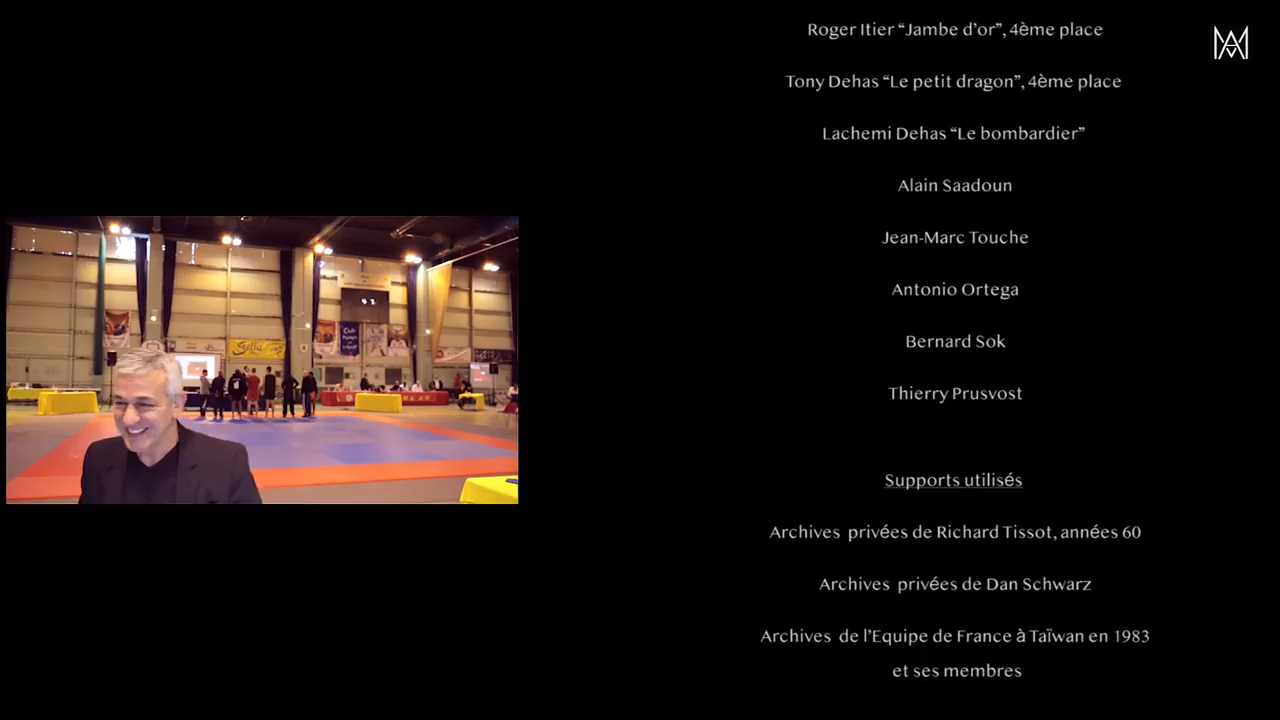 Roger Itier “Jambe d’or”, 4ème place
Tony Dehas “Le petit dragon”, 4ème place
Lachemi Dehas “Le bombardier”
Alain Saadoun
Jean-Marc Touche
Antonio Ortega
Bernard Sok
Thierry Prusvost
Supports utilisés
Archives privées de Richard Tissot, années 60
Archives privées de Dan Schwarz
Archives de l’Equipe de France à Taïwan en 1983
et ses membres